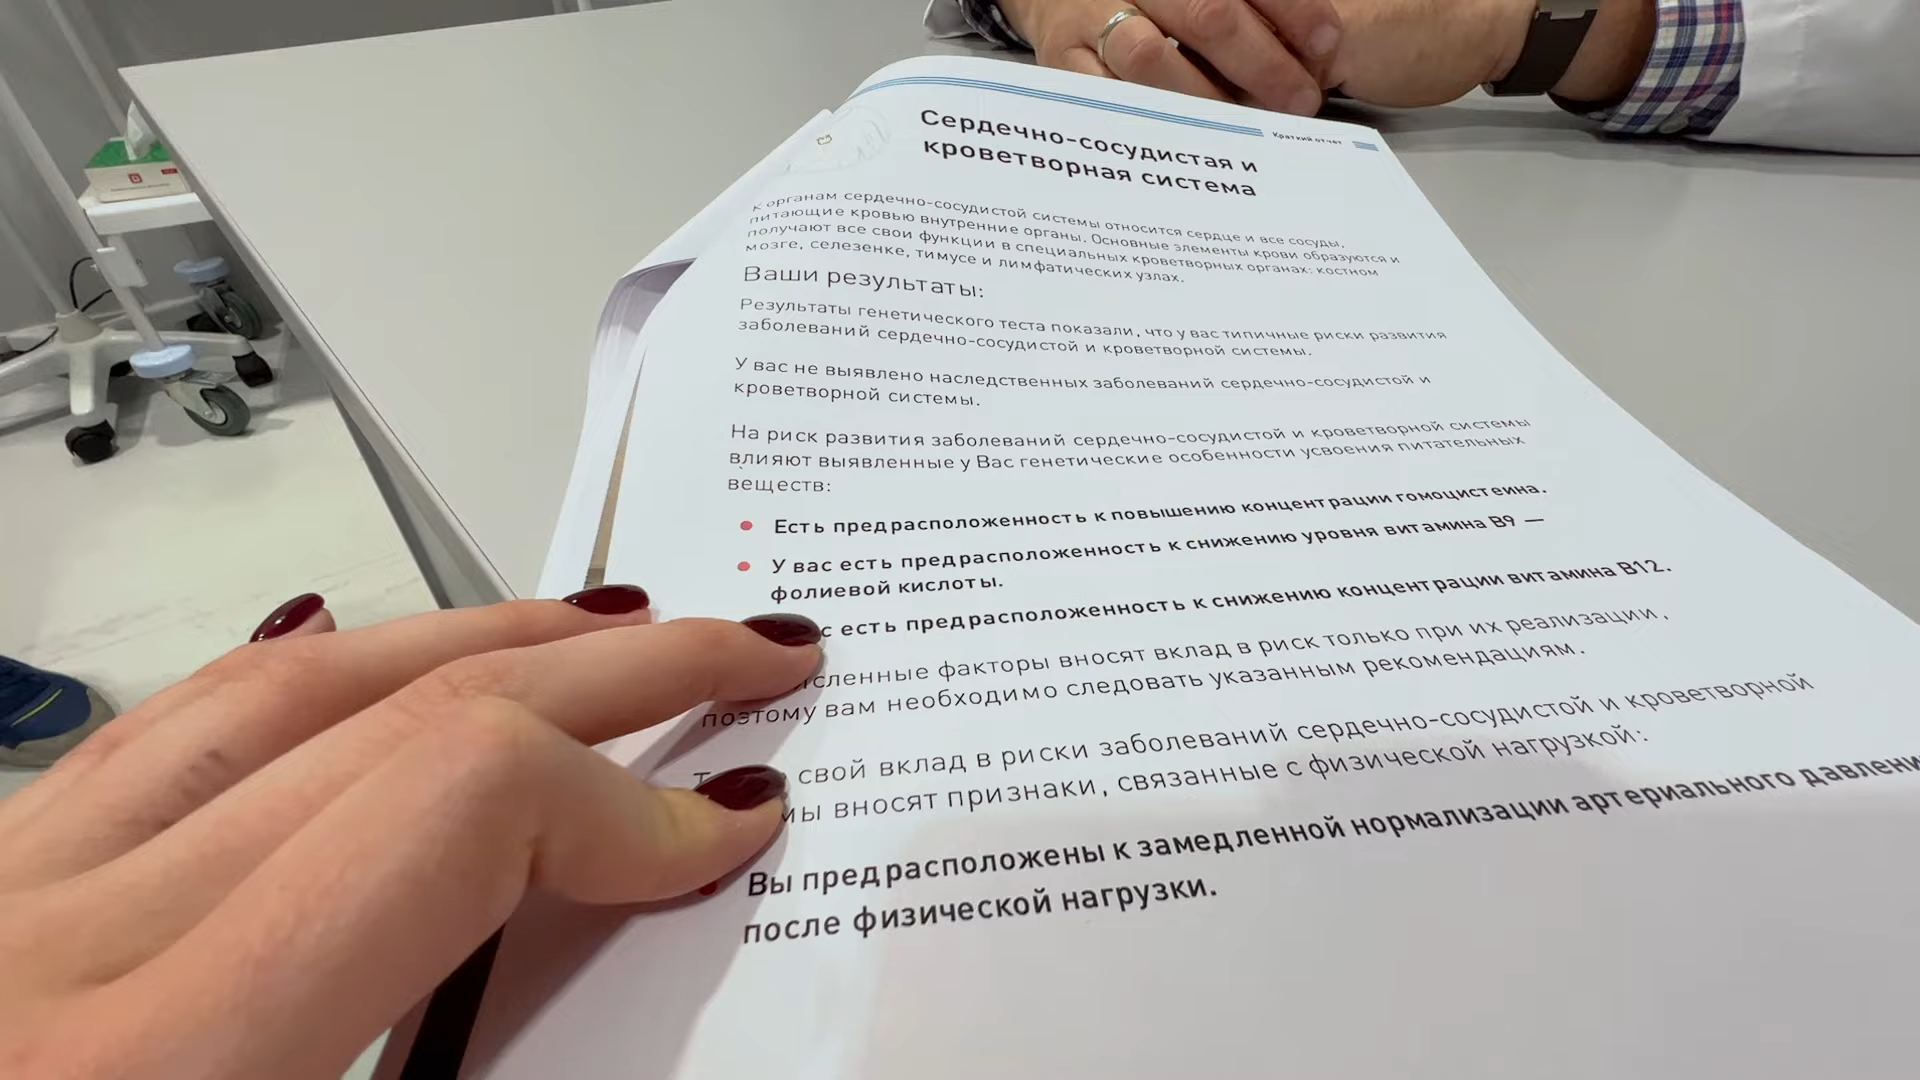 Краткий отчет
Сердечно-сосудистая и
кроветворная система
К органам сердечно-сосудистой системы относится сердце и все сосуды,
питающие кровью внутренние органы. Основные элементы крови образуются и
получают все свои функции в специальных кроветворных органах: костном
мозге, селезенке, тимусе и лимфатических узлах.
Ваши результаты:
Результаты генетического теста показали, что у вас типичные риски развития
заболеваний сердечно-сосудистой и кроветворной системы.
У вас не выявлено наследственных заболеваний сердечно-сосудистой и
кроветворной системы.
На риск развития заболеваний сердечно-сосудистой и кроветворной системы
влияют выявленные у Вас генетические особенности усвоения питательных
веществ:
Есть предрасположенность к повышению концентрации гомоцистеина.
У вас есть предрасположенность к снижению уровня витамина B9 —
фолиевой кислоты.
с есть предрасположенность к снижению концентрации витамина B12.
исленные факторы вносят вклад в риск только при их реализации,
поэтому вам необходимо следовать указанным рекомендациям.
Т свой вклад в риски заболеваний сердечно-сосудистой и кроветворной
мы вносят признаки, связанные с физической нагрузкой:
Вы предрасположены к замедленной нормализации артериального давлени
после физической нагрузки.